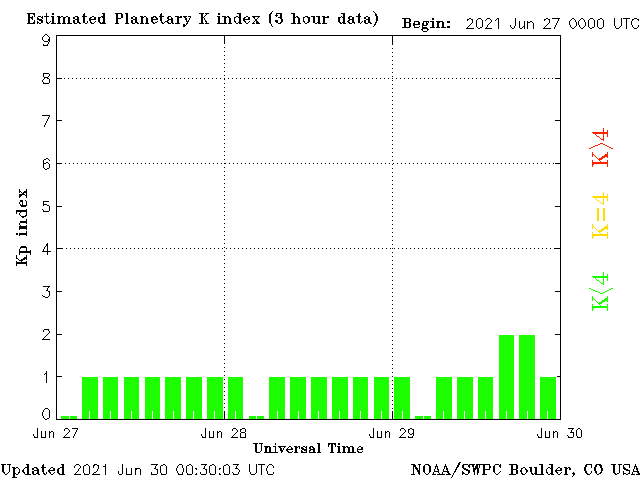 Estimated Planetary K index (3 hour data)
Begin: 2021 Jun 27 0000 UTC
9
8
7
6
5
4
3
2
1
0
Kp index
K>4
K=4
K<4
Jun 27 Jun 28 Jun 29 Jun 30
Universal Time
Updated 2021 Jun 30 00:30:03 UTC
NOAA/SWPC Boulder, CO USA